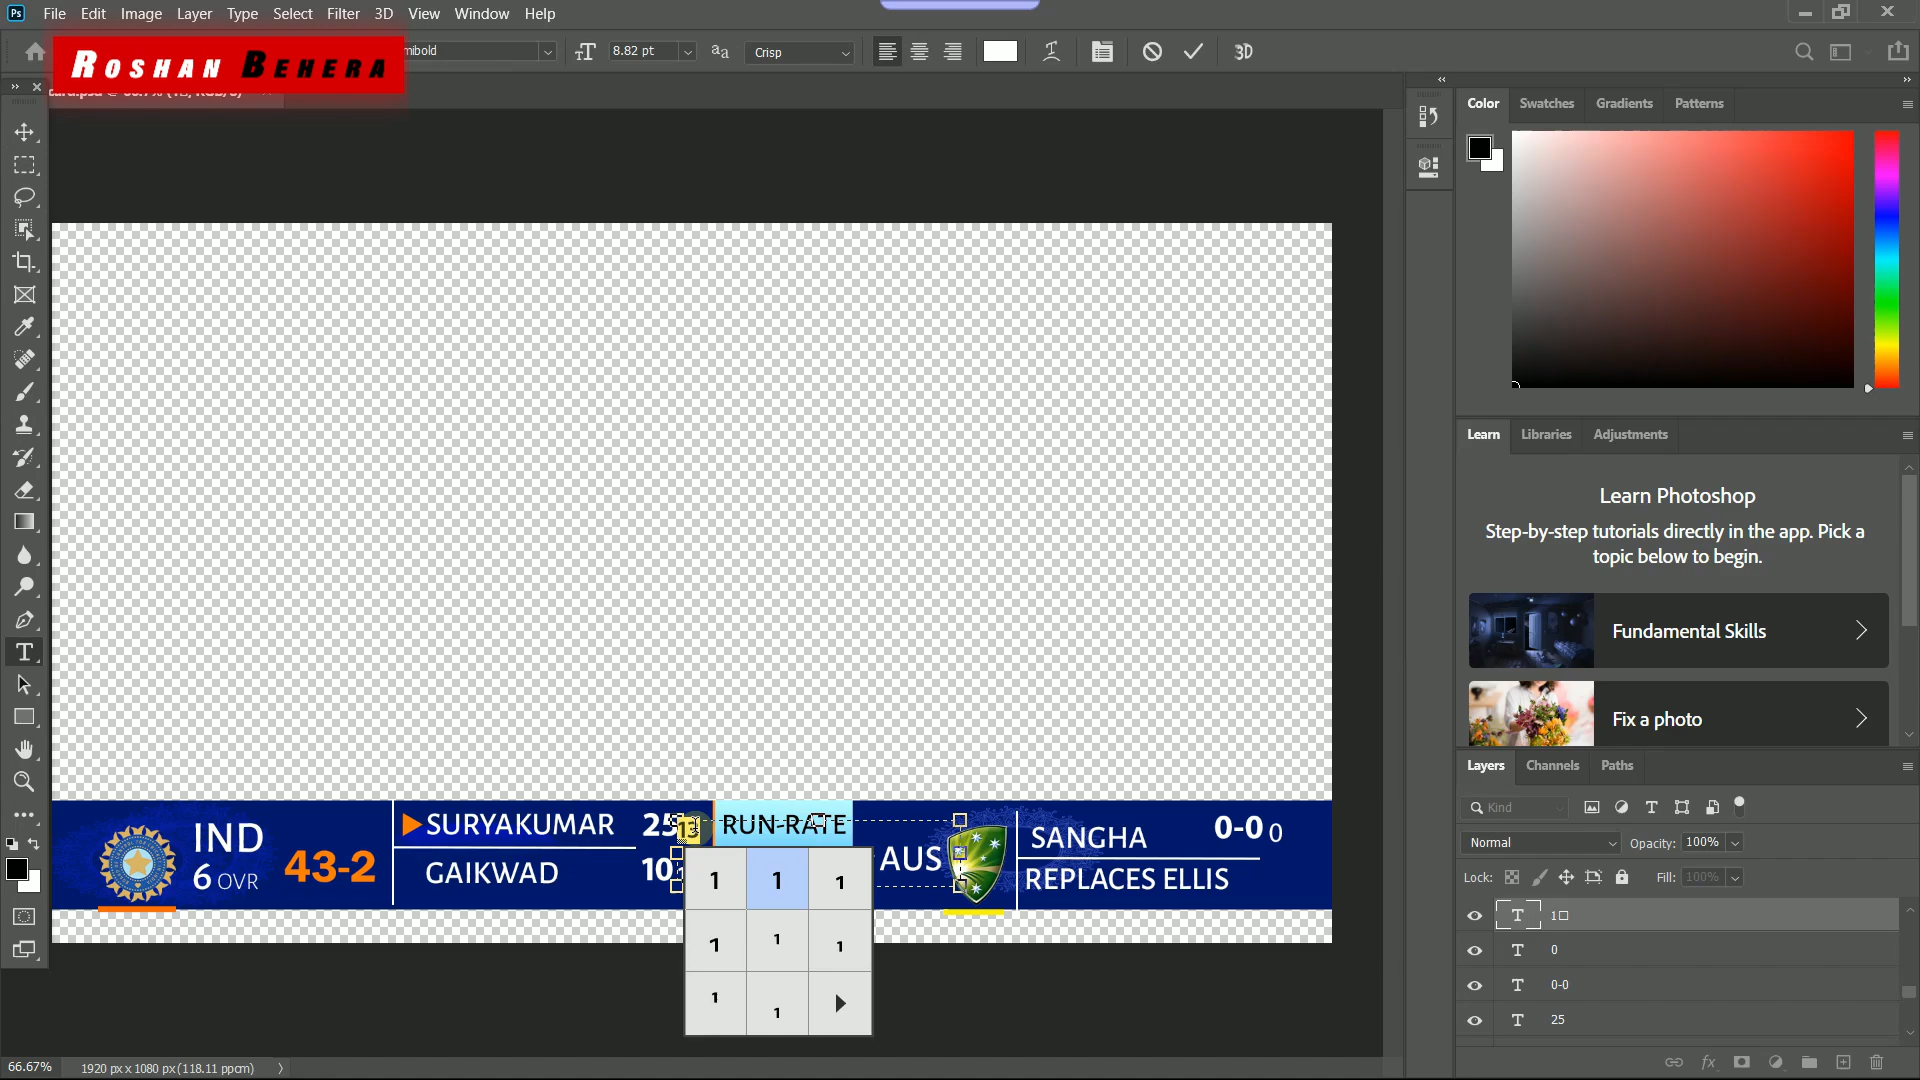 Ps File Edit Image Layer Type Select Filter 3D View Window Help
ROSHAN BEHERA
8.82 pt
Crisp
3D
Color Swatches Gradients Patterns
Learn Libraries Adjustments
Learn Photoshop
Step-by-step tutorials directly in the app. Pick a
topic below to begin.
Fundamental Skills
Fix a photo
Layers Channels Paths
Kind
Normal
Opacity: 100%
Lock:
Fill: 100%
T 1□
T 0
T 0-0
T 25
IND
6 OVR
43-2
SURYAKUMAR 25
GAIKWAD 10
13
RUN-RATE
1 1 1
1 1 1
1 1
AUS
SANGHA
0-0 0
REPLACES ELLIS
66.67%
1920 px x 1080 px (118.11 ppcm)